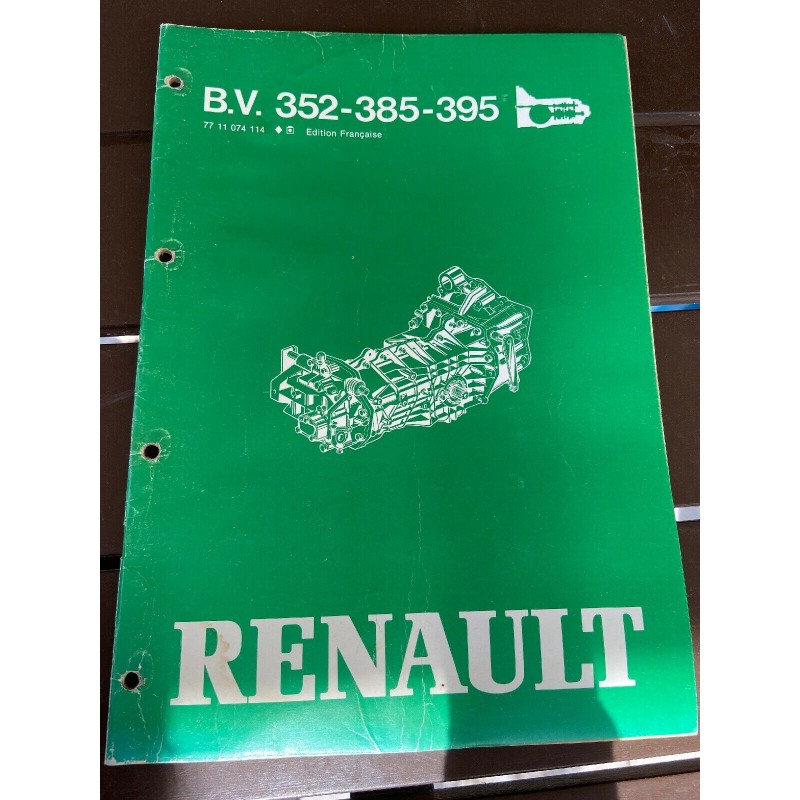 B.V. 352-385-395
77 11 074 114 Edition Française
RENAULT